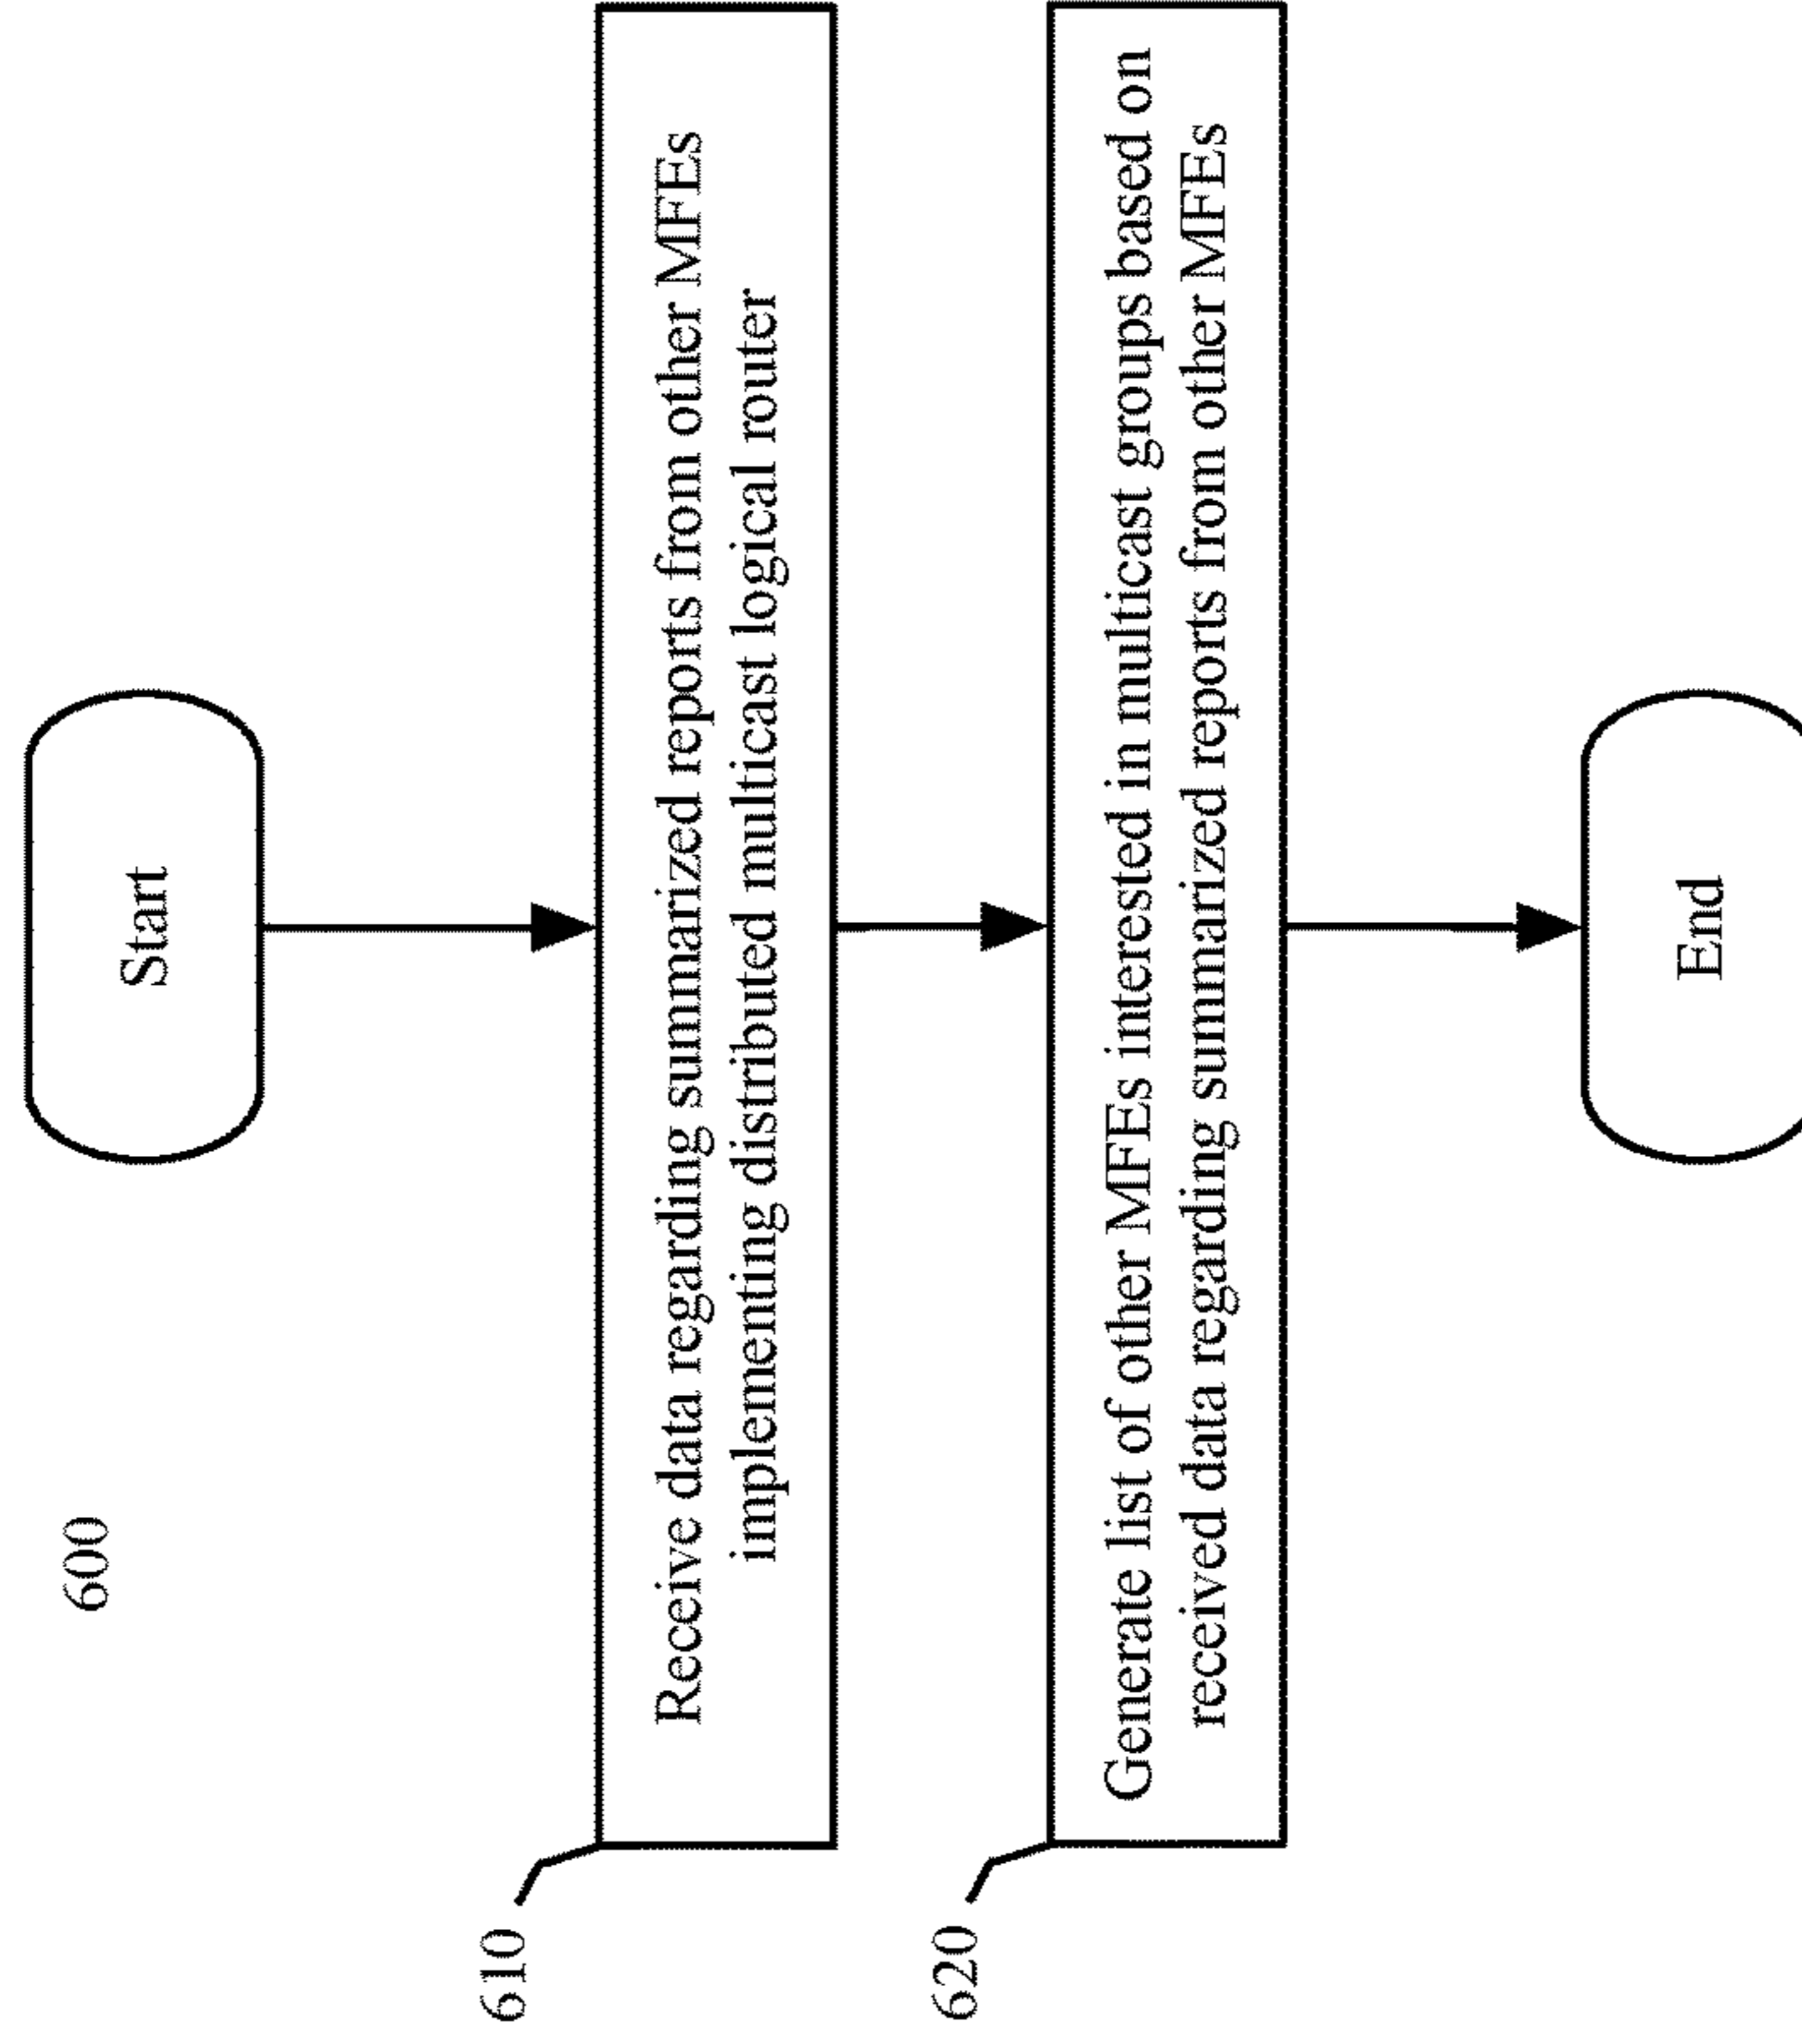 600
Start
610
Receive data regarding summarized reports from other MFEs
implementing distributed multicast logical router
620
Generate list of other MFEs interested in multicast groups based on
received data regarding summarized reports from other MFEs
End